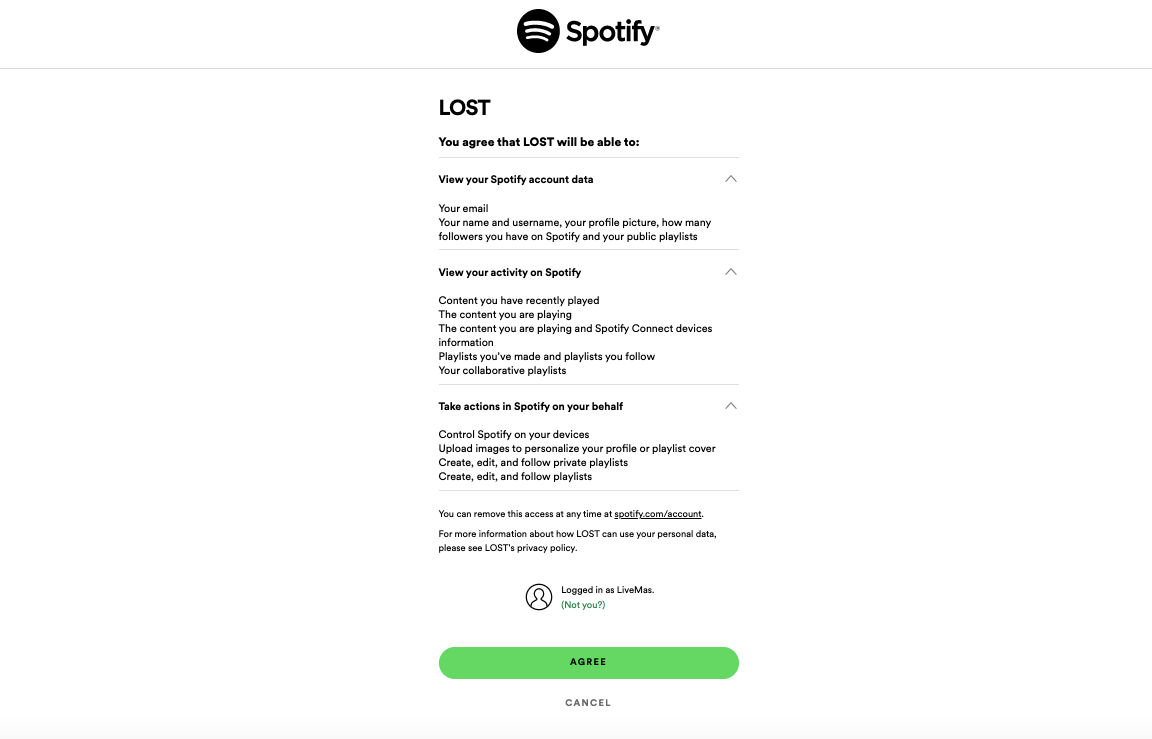 Spotify®
LOST
You agree that LOST will be able to:
View your Spotify account data
Your email
Your name and username, your profile picture, how many
followers you have on Spotify and your public playlists
View your activity on Spotify
Content you have recently played
The content you are playing
The content you are playing and Spotify Connect devices
information
Playlists you've made and playlists you follow
Your collaborative playlists
Take actions in Spotify on your behalf
Control Spotify on your devices
Upload images to personalize your profile or playlist cover
Create, edit, and follow private playlists
Create, edit, and follow playlists
You can remove this access at any time at spotify.com/account.
For more information about how LOST can use your personal data,
please see LOST's privacy policy.
Logged in as LiveMas.
(Not you?)
AGREE
CANCEL